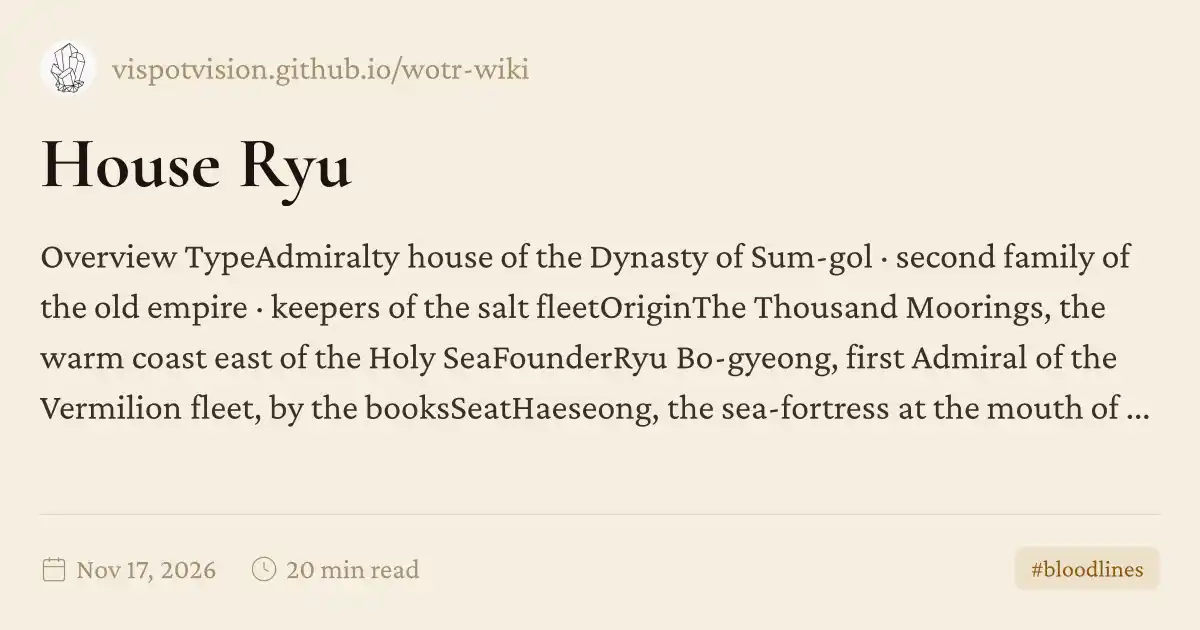 vispotvision.github.io/wotr-wiki
House Ryu
Overview TypeAdmiralty house of the Dynasty of Sum-gol · second family of
the old empire · keepers of the salt fleetOriginThe Thousand Moorings, the
warm coast east of the Holy SeaFounderRyu Bo-gyeong, first Admiral of the
Vermilion fleet, by the booksSeatHaeseong, the sea-fortress at the mouth of ...
Nov 17, 2026
20 min read
#bloodlines